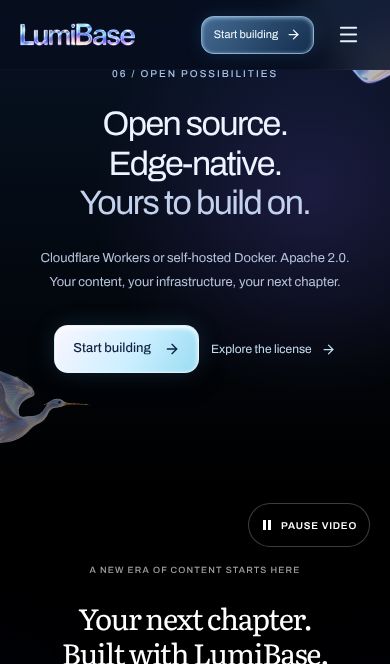 LumiBase
Start building
06 / OPEN POSSIBILITIES
Open source.
Edge-native.
Yours to build on.
Cloudflare Workers or self-hosted Docker. Apache 2.0.
Your content, your infrastructure, your next chapter.
Start building
Explore the license
PAUSE VIDEO
A NEW ERA OF CONTENT STARTS HERE
Your next chapter.
Built with LumiBase.